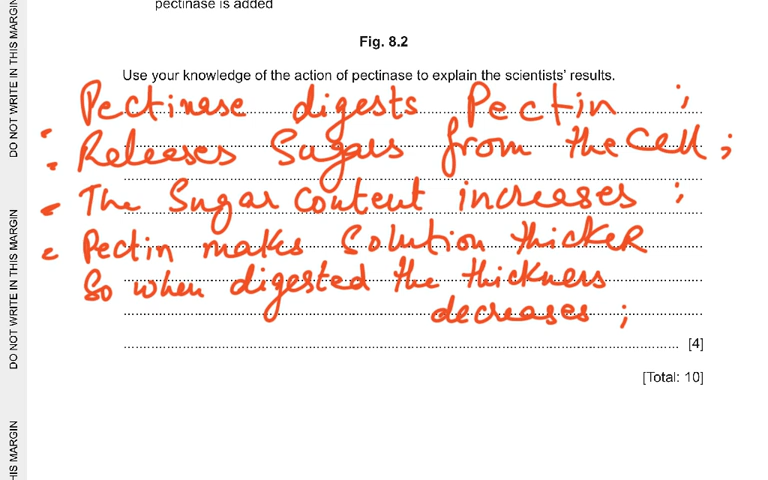 pectinase is added
Fig. 8.2
Use your knowledge of the action of pectinase to explain the scientists' results.
Pectinase digests Pectin ;
Releases Sugars from the cell ;
The Sugar content increases ;
Pectin makes Solution thicker
So when digested the thickness
decreases ;
[4]
[Total: 10]
DO NOT WRITE IN THIS MARGIN
DO NOT WRITE IN THIS MARGIN
HIS MARGIN